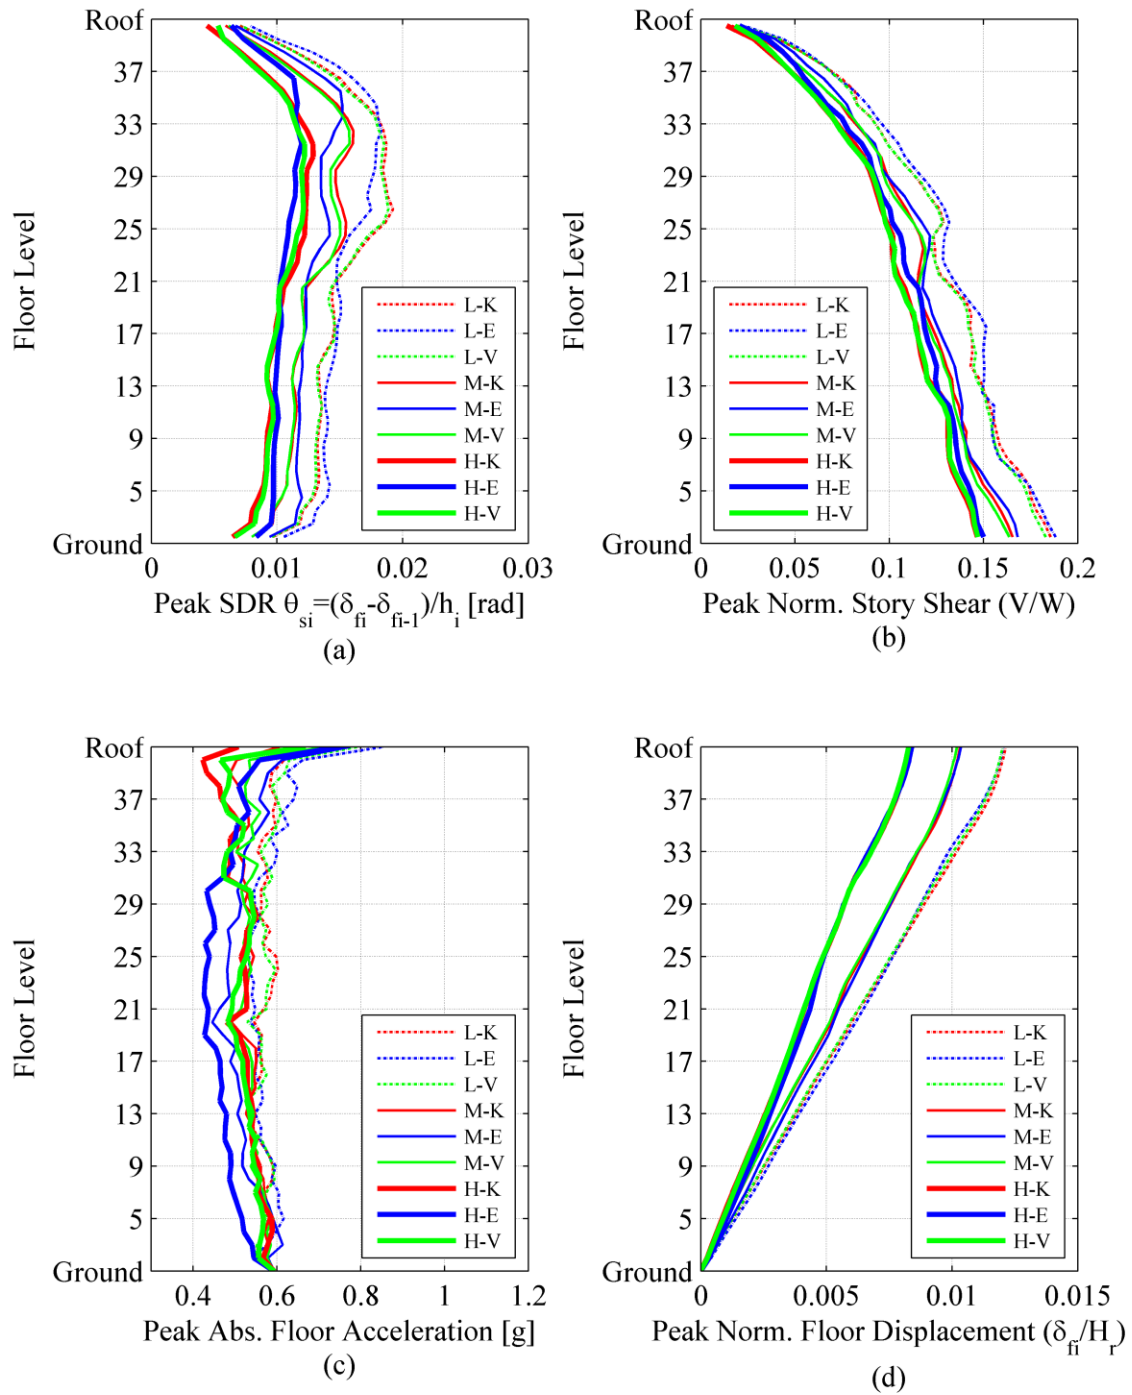 Roof
37
33
29
25
21
17
13
9
5
Ground
Floor Level
L-K
L-E
L-V
M-K
M-E
M-V
H-K
H-E
H-V
0 0.01 0.02 0.03
Peak SDR θsi=(δfi-δfi-1)/hi [rad]
(a)
Roof
37
33
29
25
21
17
13
9
5
Ground
Floor Level
L-K
L-E
L-V
M-K
M-E
M-V
H-K
H-E
H-V
0 0.05 0.1 0.15 0.2
Peak Norm. Story Shear (V/W)
(b)
Roof
37
33
29
25
21
17
13
9
5
Ground
Floor Level
L-K
L-E
L-V
M-K
M-E
M-V
H-K
H-E
H-V
0.4 0.6 0.8 1 1.2
Peak Abs. Floor Acceleration [g]
(c)
Roof
37
33
29
25
21
17
13
9
5
Ground
Floor Level
L-K
L-E
L-V
M-K
M-E
M-V
H-K
H-E
H-V
0 0.005 0.01 0.015
Peak Norm. Floor Displacement (δfi/Hr)
(d)